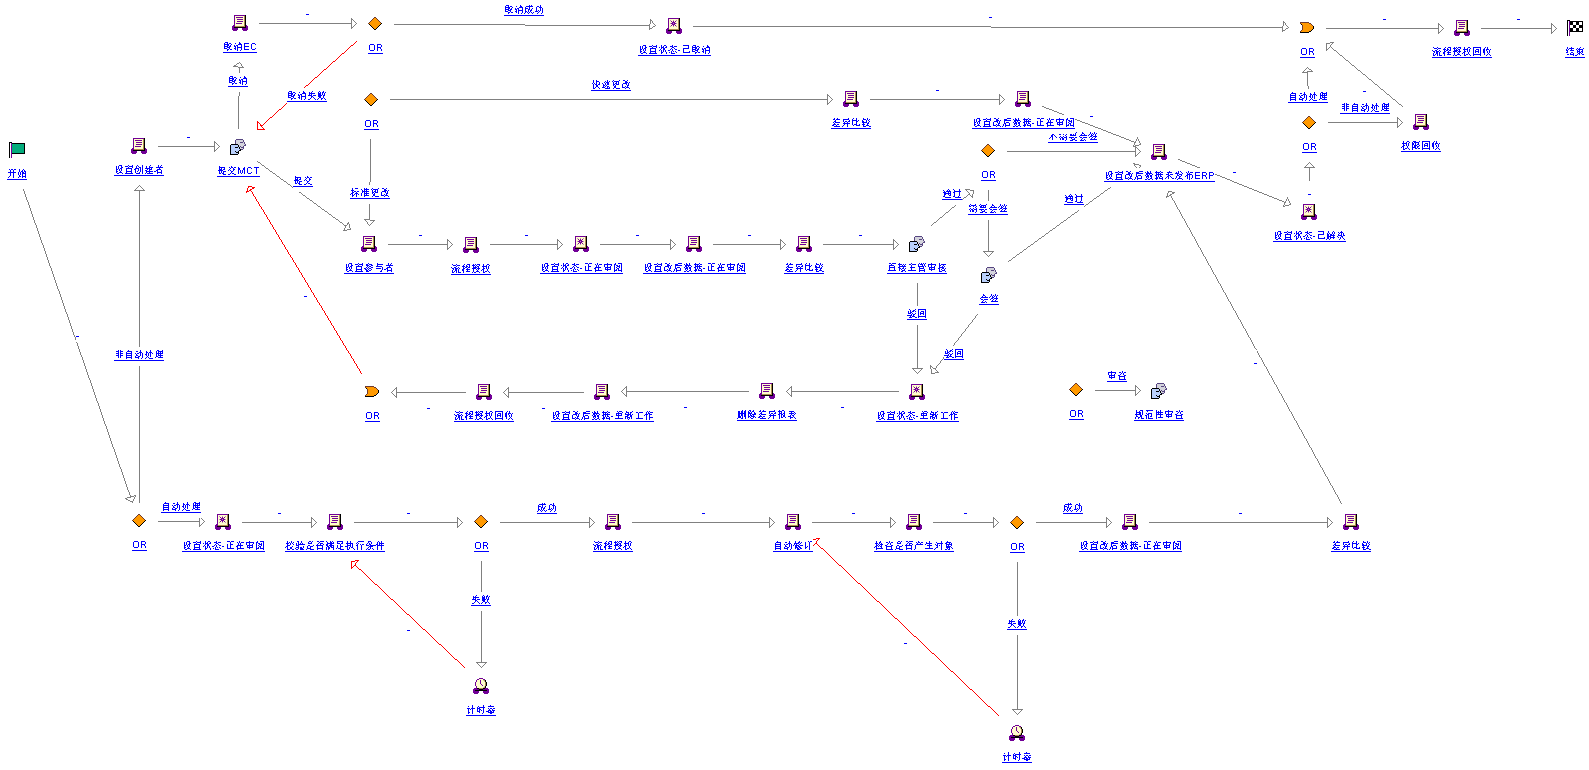 取消成功
取消EC
OR
设置状态-已取消
OR
流程授权回收
结束
取消
取消失败
快速更改
自动处理
非自动处理
OR
差异比较
设置改后数据-正在审阅
不需要会签
OR
权限回收
开始
设置创建者
提交MCT
提交
标准更改
OR
设置改后数据未发布ERP
通过
需要会签
通过
设置状态-已解决
设置参与者
流程授权
设置状态-正在审阅
设置改后数据-正在审阅
差异比较
直接主管审核
会签
驳回
驳回
非自动处理
审查
OR
流程授权回收
设置改后数据-重新工作
删除差异报表
设置状态-重新工作
OR
规范性审查
自动处理
成功
成功
OR
设置状态-正在审阅
校验是否满足执行条件
OR
流程授权
自动修订
检查是否产生对象
OR
设置改后数据-正在审阅
差异比较
失败
失败
计时器
计时器